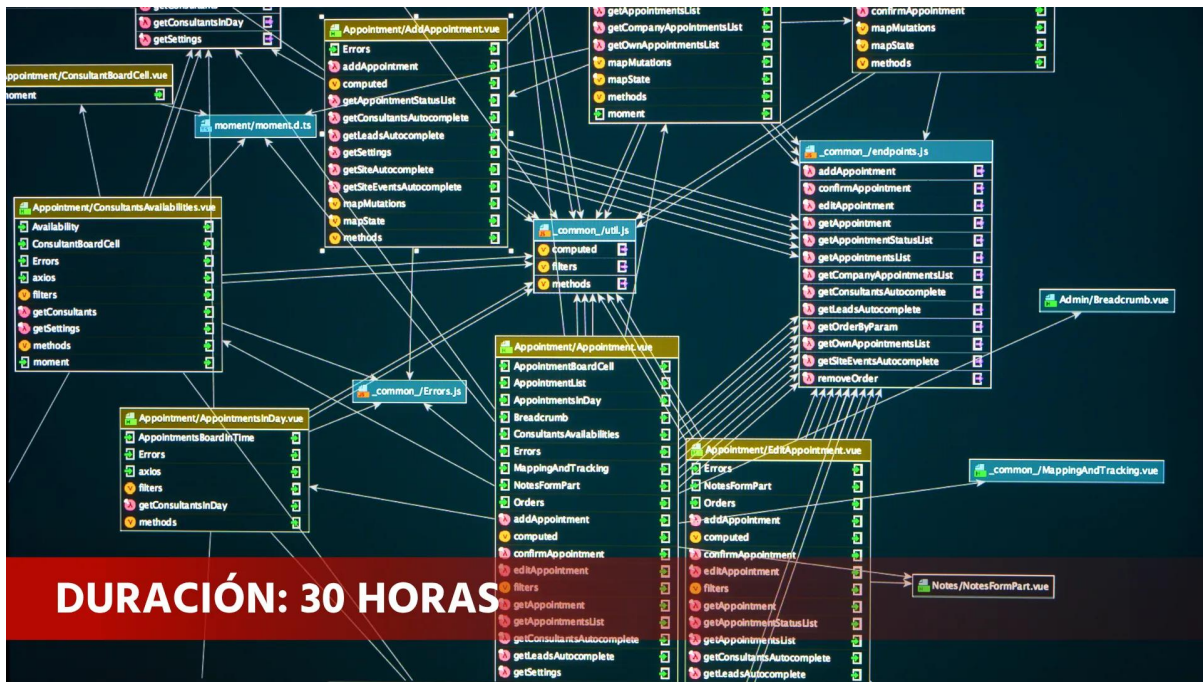 getConsultantsInDay
getSettings
Appointment/ConsultantBoardCell.vue
moment
moment/moment.d.ts
Appointment/AddAppointment.vue
Errors
addAppointment
computed
getAppointmentStatusList
getConsultantsAutocomplete
getLeadsAutocomplete
getSettings
getSiteAutocomplete
getSiteEventsAutocomplete
mapMutations
mapState
methods
getAppointmentsList
getCompanyAppointmentsList
getOwnAppointmentsList
mapMutations
mapState
methods
moment
confirmAppointment
mapMutations
mapState
methods
_common_/endpoints.js
addAppointment
confirmAppointment
editAppointment
getAppointment
getAppointmentStatusList
getAppointmentsList
getCompanyAppointmentsList
getConsultantsAutocomplete
getLeadsAutocomplete
getOrderByParam
getOwnAppointmentsList
getSiteEventsAutocomplete
removeOrder
Appointment/ConsultantsAvailabilities.vue
Availability
ConsultantBoardCell
Errors
axios
filters
getConsultants
getSettings
methods
moment
_common_/util.js
computed
filters
methods
Admin/Breadcrumb.vue
_common_/Errors.js
Appointment/AppointmentsInDay.vue
AppointmentsBoardInTime
Errors
axios
filters
getConsultantsInDay
methods
Appointment/Appointment.vue
AppointmentBoardCell
AppointmentList
AppointmentsInDay
Breadcrumb
ConsultantsAvailabilities
Errors
MappingAndTracking
NotesFormPart
Orders
addAppointment
computed
confirmAppointment
editAppointment
filters
getAppointment
getAppointmentsList
getConsultantsAutocomplete
getLeadsAutocomplete
getSettings
Appointment/EditAppointment.vue
Errors
NotesFormPart
Orders
addAppointment
computed
confirmAppointment
editAppointment
filters
getAppointment
getAppointmentStatusList
getAppointmentsList
getConsultantsAutocomplete
getLeadsAutocomplete
_common_/MappingAndTracking.vue
Notes/NotesFormPart.vue
DURACIÓN: 30 HORAS